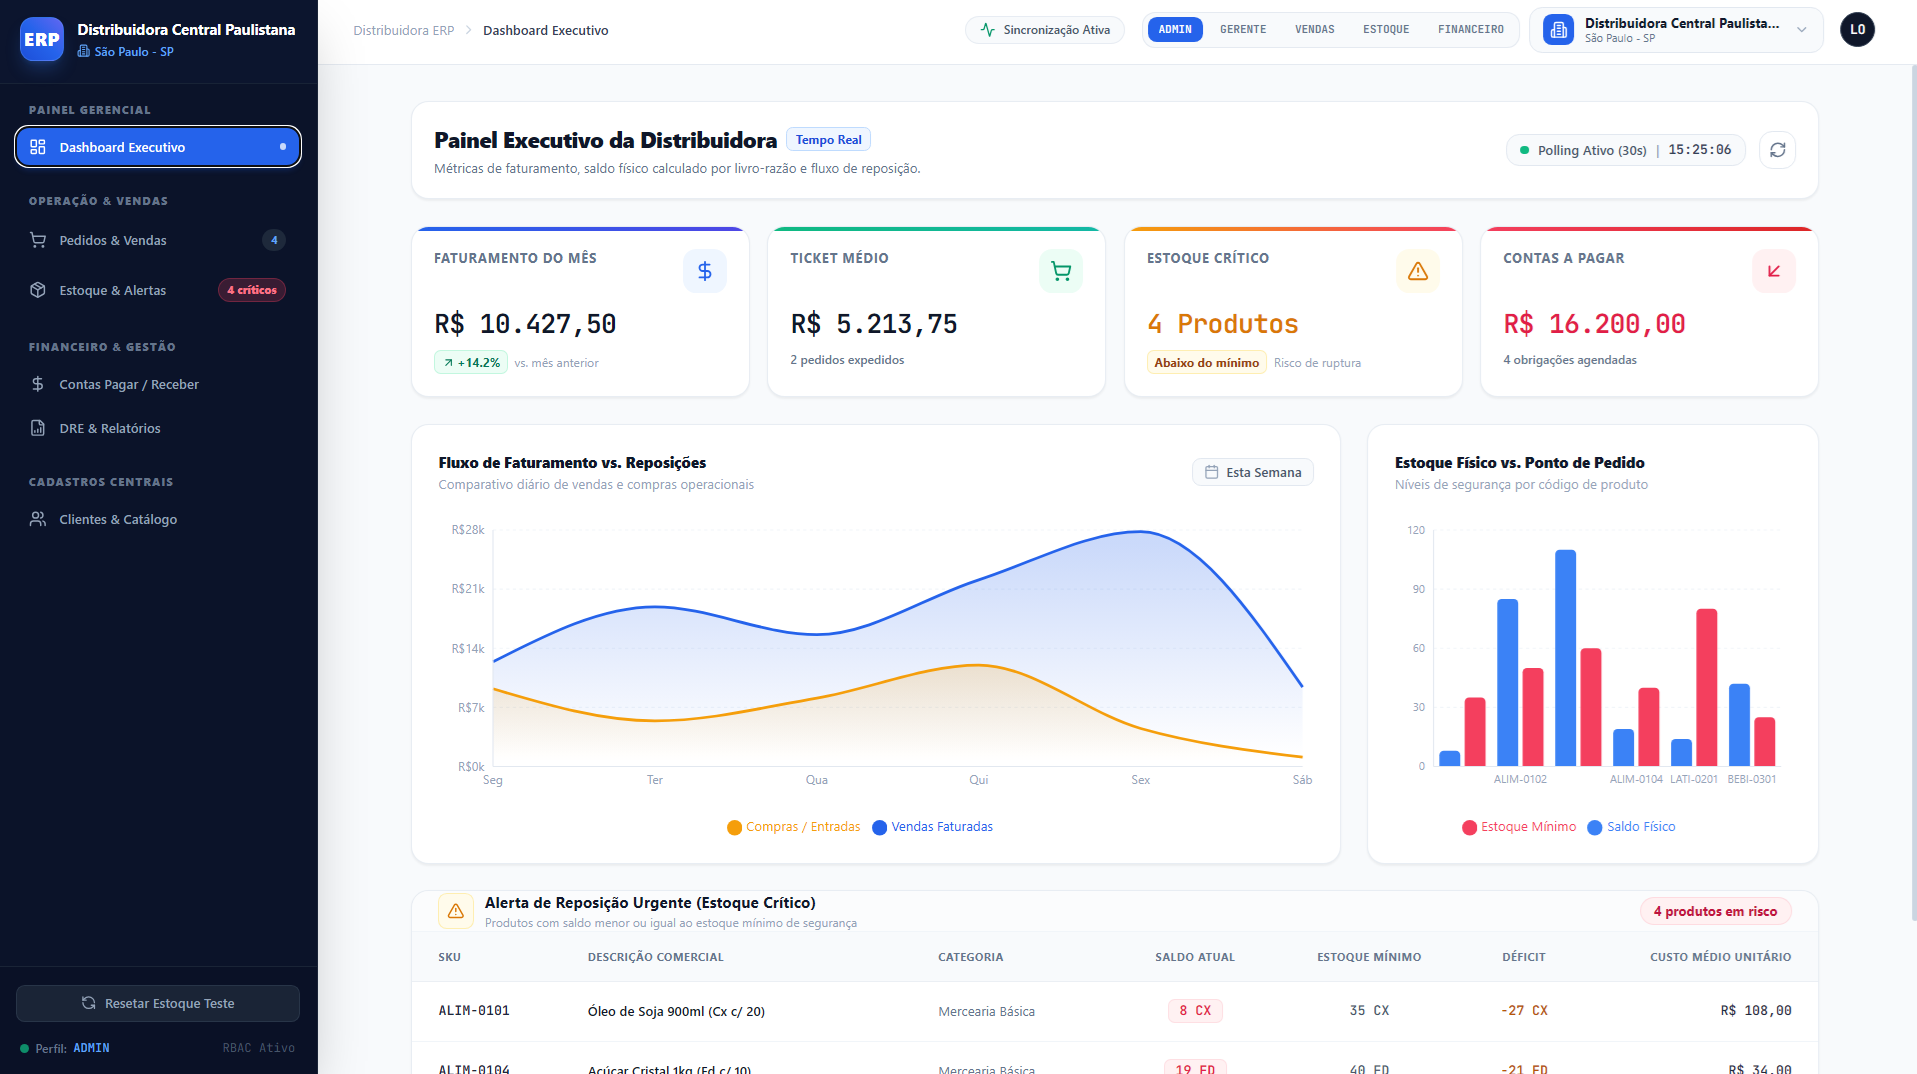 ERP
Distribuidora Central Paulistana
São Paulo - SP
PAINEL GERENCIAL
Dashboard Executivo
OPERAÇÃO & VENDAS
Pedidos & Vendas
4
Estoque & Alertas
4 críticos
FINANCEIRO & GESTÃO
Contas Pagar / Receber
DRE & Relatórios
CADASTROS CENTRAIS
Clientes & Catálogo
Resetar Estoque Teste
Perfil: ADMIN
RBAC Ativo
Distribuidora ERP
Dashboard Executivo
Sincronização Ativa
ADMIN
GERENTE
VENDAS
ESTOQUE
FINANCEIRO
Distribuidora Central Paulista...
São Paulo - SP
LO
Painel Executivo da Distribuidora
Tempo Real
Métricas de faturamento, saldo físico calculado por livro-razão e fluxo de reposição.
Polling Ativo (30s) | 15:25:06
FATURAMENTO DO MÊS
R$ 10.427,50
+14.2%
vs. mês anterior
TICKET MÉDIO
R$ 5.213,75
2 pedidos expedidos
ESTOQUE CRÍTICO
4 Produtos
Abaixo do mínimo
Risco de ruptura
CONTAS A PAGAR
R$ 16.200,00
4 obrigações agendadas
Fluxo de Faturamento vs. Reposições
Comparativo diário de vendas e compras operacionais
Esta Semana
R$28k
R$21k
R$14k
R$7k
R$0k
Seg
Ter
Qua
Qui
Sex
Sáb
Compras / Entradas
Vendas Faturadas
Estoque Físico vs. Ponto de Pedido
Níveis de segurança por código de produto
120
90
60
30
0
ALIM-0102
ALIM-0104
LATI-0201
BEBI-0301
Estoque Mínimo
Saldo Físico
Alerta de Reposição Urgente (Estoque Crítico)
Produtos com saldo menor ou igual ao estoque mínimo de segurança
4 produtos em risco
SKU
DESCRIÇÃO COMERCIAL
CATEGORIA
SALDO ATUAL
ESTOQUE MÍNIMO
DÉFICIT
CUSTO MÉDIO UNITÁRIO
ALIM-0101
Óleo de Soja 900ml (Cx c/ 20)
Mercearia Básica
8 CX
35 CX
-27 CX
R$ 108,00
ALIM-0104
Açúcar Cristal 1kg (Fd c/ 10)
Mercearia Básica
19 FD
40 FD
-21 FD
R$ 34,00